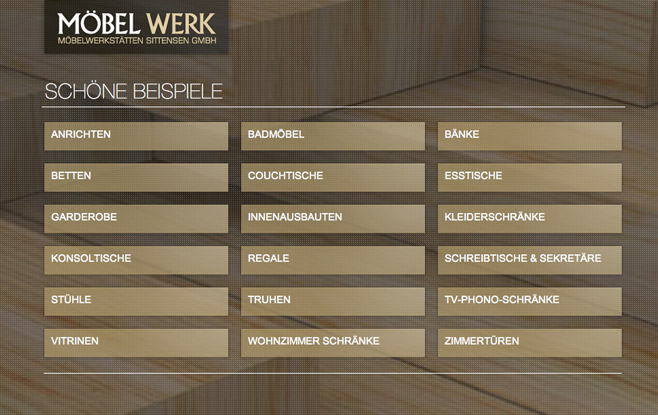 MÖBEL WERK
MÖBELWERKSTÄTTEN SITTENSEN GMBH
SCHÖNE BEISPIELE
ANRICHTEN
BADMÖBEL
BÄNKE
BETTEN
COUCHTISCHE
ESSTISCHE
GARDEROBE
INNENAUSBAUTEN
KLEIDERSCHRÄNKE
KONSOLTISCHE
REGALE
SCHREIBTISCHE & SEKRETÄRE
STÜHLE
TRUHEN
TV-PHONO-SCHRÄNKE
VITRINEN
WOHNZIMMER SCHRÄNKE
ZIMMERTÜREN